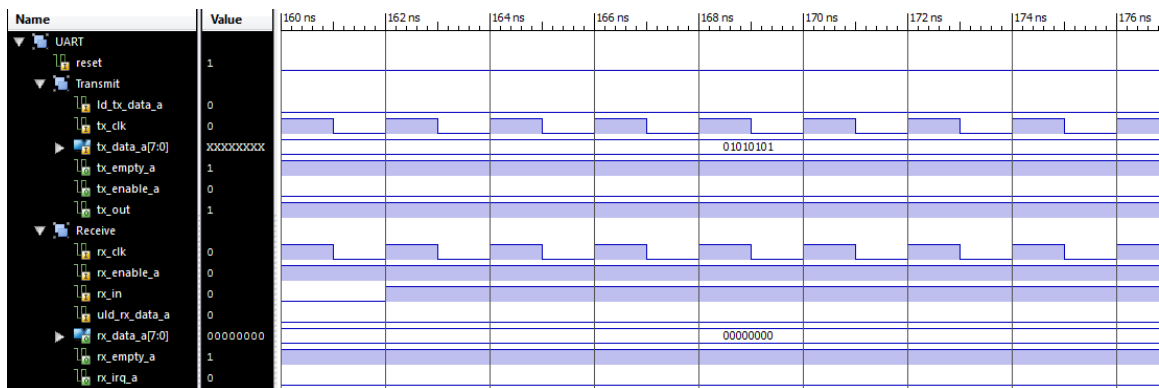 Name Value 160 ns 162 ns 164 ns 166 ns 168 ns 170 ns 172 ns 174 ns 176 ns
UART
reset 1
Transmit
ld_tx_data_a 0
tx_clk 0
tx_data_a[7:0] XXXXXXXX 01010101
tx_empty_a 1
tx_enable_a 0
tx_out 1
Receive
rx_clk 0
rx_enable_a 0
rx_in 0
uld_rx_data_a 0
rx_data_a[7:0] 00000000 00000000
rx_empty_a 1
rx_irq_a 0